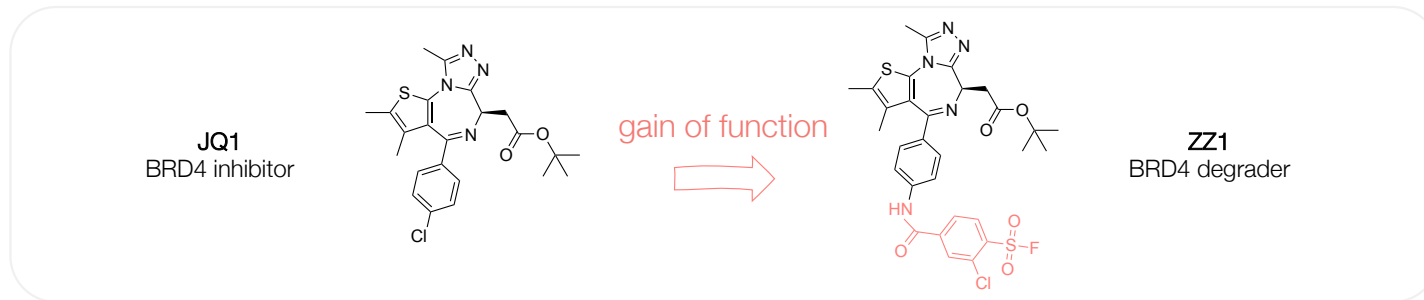 JQ1
BRD4 inhibitor
N
N
N
S
N
O
O
Cl
gain of function
N
N
N
S
N
O
O
HN
O
O
S
F
O
Cl
ZZ1
BRD4 degrader